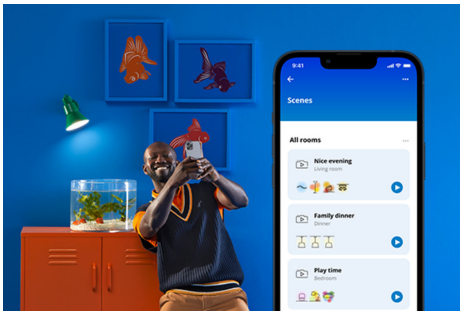 9:41
Scenes
All rooms
Nice evening
Living room
Family dinner
Dinner
Play time
Bedroom